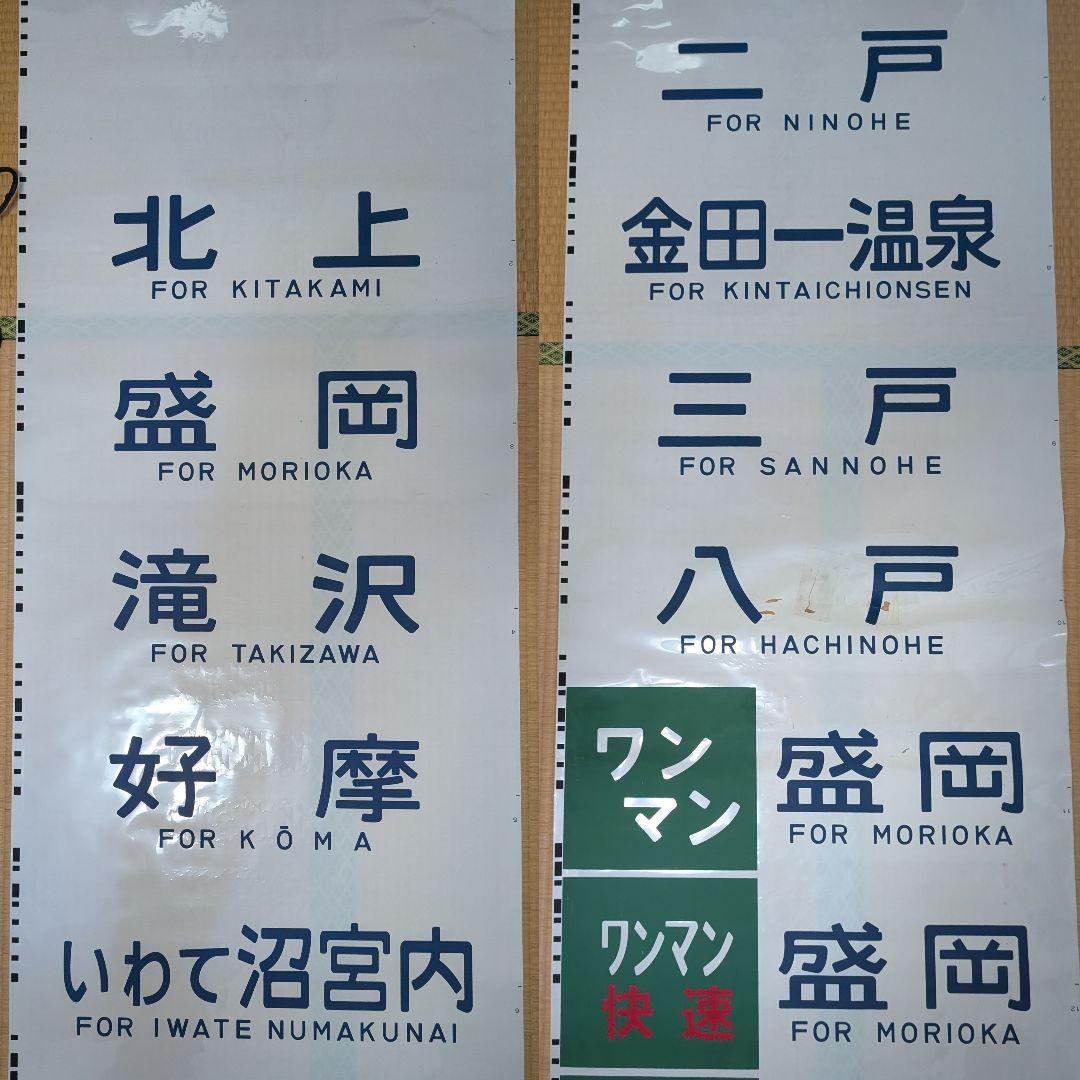 北上
FOR KITAKAMI
盛岡
FOR MORIOKA
滝沢
FOR TAKIZAWA
好摩
FOR KŌMA
いわて沼宮内
FOR IWATE NUMAKUNAI
二戸
FOR NINOHE
金田一温泉
FOR KINTAICHIONSEN
三戸
FOR SANNOHE
八戸
FOR HACHINOHE
ワン
マン
盛岡
FOR MORIOKA
ワンマン
快速
盛岡
FOR MORIOKA